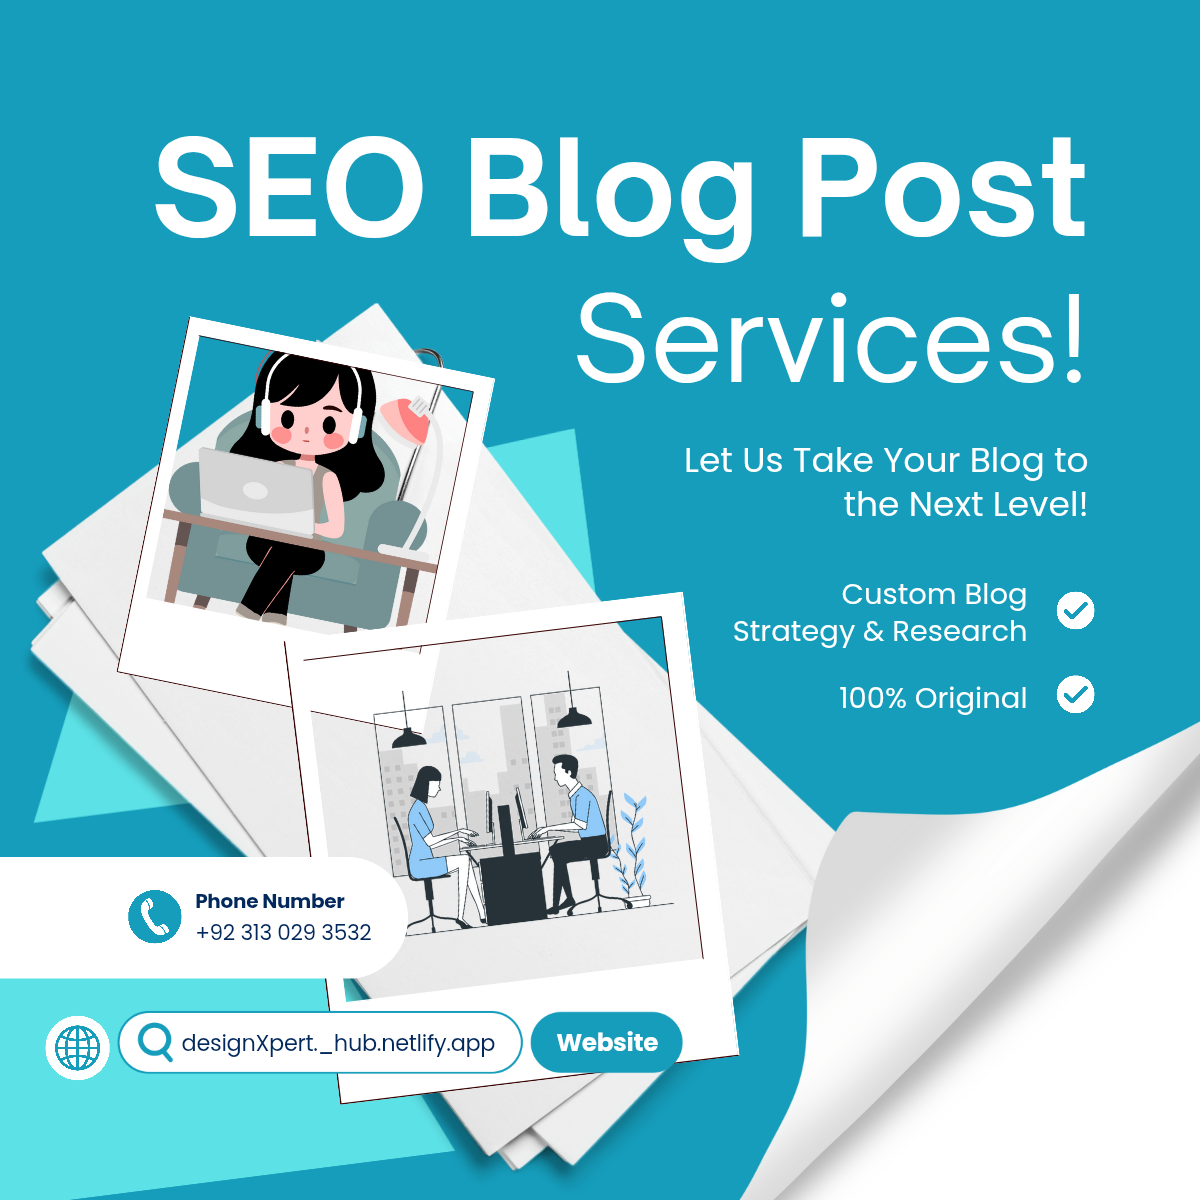 SEO Blog Post
Services!
Let Us Take Your Blog to
the Next Level!
Custom Blog
Strategy & Research
100% Original
Phone Number
+92 313 029 3532
designXpert._hub.netlify.app
Website